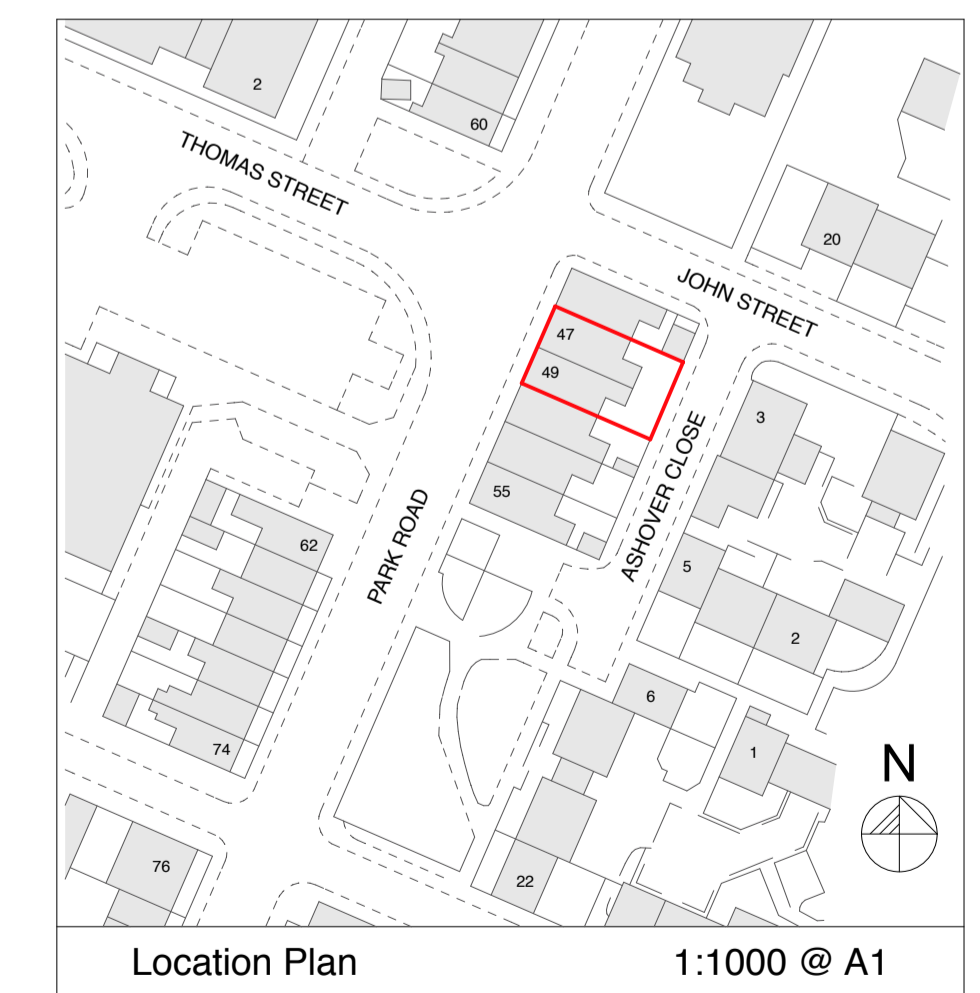 2
60
THOMAS STREET
20
JOHN STREET
47
49
3
ASHOVER CLOSE
55
PARK ROAD
62
5
2
6
74
1
N
76
22
Location Plan
1:1000 @ A1